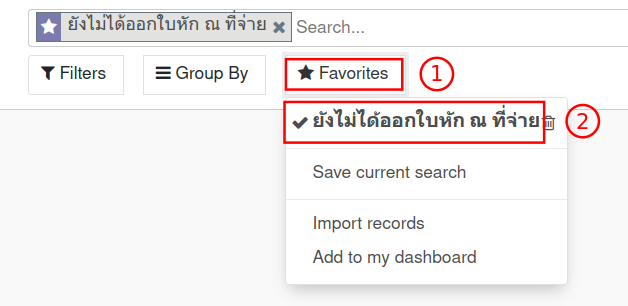 ยังไม่ได้ออกใบหัก ณ ที่จ่าย Search...
Filters Group By Favorites 1
ยังไม่ได้ออกใบหัก ณ ที่จ่าย 2
Save current search
Import records
Add to my dashboard